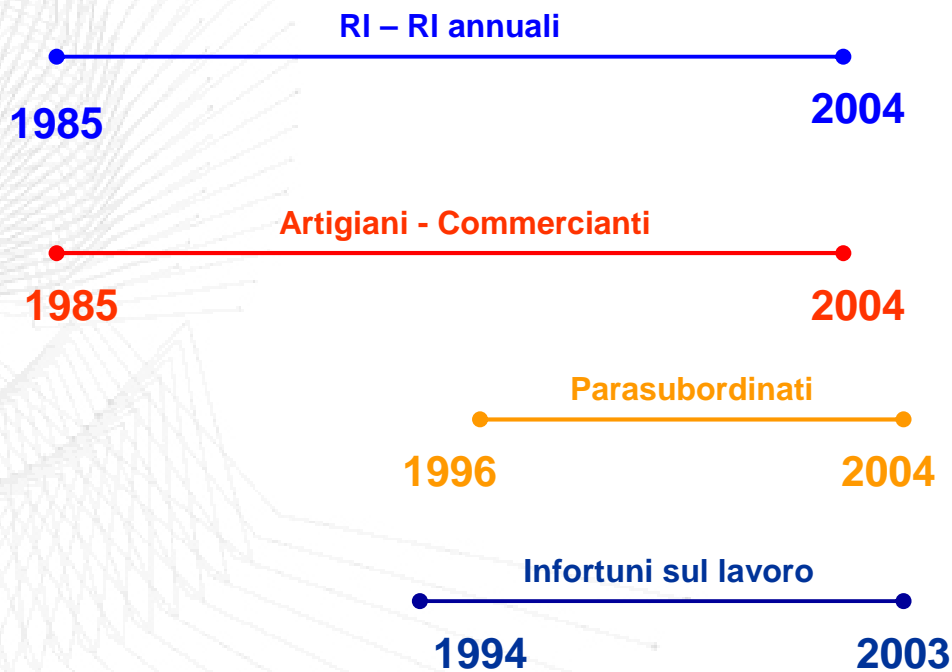 RI – RI annuali
1985 2004
Artigiani - Commercianti
1985 2004
Parasubordinati
1996 2004
Infortuni sul lavoro
1994 2003